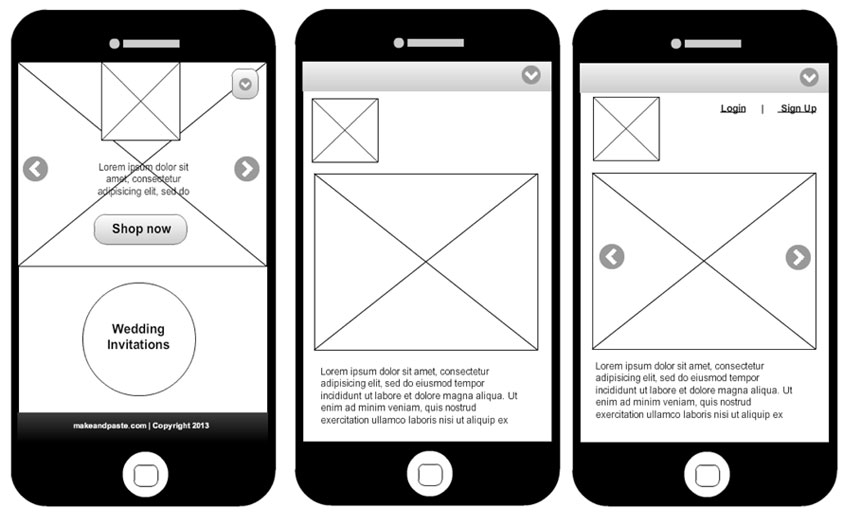 Lorem ipsum dolor sit
amet, consectetur
adipisicing elit, sed do
Shop now
Wedding
Invitations
makeandpaste.com | Copyright 2013
Lorem ipsum dolor sit amet, consectetur
adipisicing elit, sed do eiusmod tempor
incididunt ut labore et dolore magna aliqua. Ut
enim ad minim veniam, quis nostrud
exercitation ullamco laboris nisi ut aliquip ex
Login | Sign Up
Lorem ipsum dolor sit amet, consectetur
adipisicing elit, sed do eiusmod tempor
incididunt ut labore et dolore magna aliqua. Ut
enim ad minim veniam, quis nostrud
exercitation ullamco laboris nisi ut aliquip ex